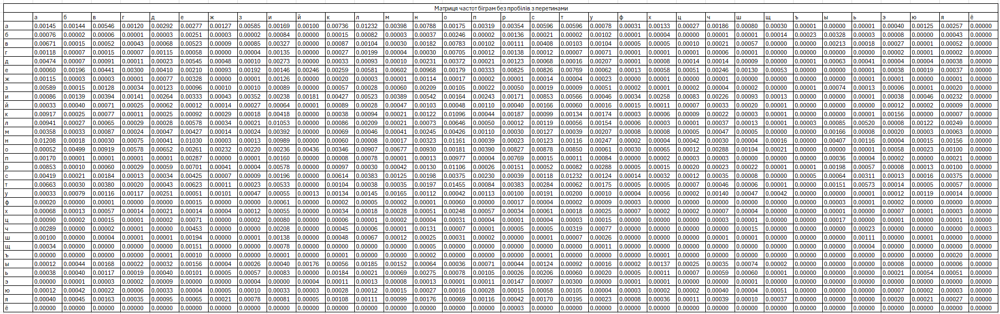 Матриця частот біграм без пробілів з перетинами
а б в г д е ж з и й к л м н о п р с т у ф х ц ч ш щ ъ ы ь э ю я ё
а 0.00145 0.00144 0.00546 0.00120 0.00292 0.00277 0.00127 0.00585 0.00169 0.00100 0.00736 0.01232 0.00398 0.00788 0.00175 0.00319 0.00354 0.00596 0.00596 0.00078 0.00031 0.00133 0.00027 0.00186 0.00080 0.00030 0.00001 0.00000 0.00001 0.00040 0.00125 0.00257 0.00000
б 0.00076 0.00002 0.00006 0.00001 0.00003 0.00251 0.00003 0.00002 0.00084 0.00000 0.00015 0.00082 0.00003 0.00037 0.00246 0.00002 0.00136 0.00021 0.00002 0.00102 0.00001 0.00004 0.00000 0.00001 0.00001 0.00014 0.00023 0.00328 0.00003 0.00008 0.00000 0.00043 0.00000
в 0.00671 0.00015 0.00052 0.00043 0.00068 0.00523 0.00009 0.00085 0.00327 0.00000 0.00087 0.00104 0.00030 0.00182 0.00783 0.00102 0.00111 0.00408 0.00103 0.00104 0.00005 0.00005 0.00010 0.00021 0.00057 0.00000 0.00000 0.00213 0.00018 0.00027 0.00001 0.00052 0.00000
г 0.00118 0.00007 0.00015 0.00007 0.00115 0.00058 0.00000 0.00004 0.00135 0.00000 0.00027 0.00199 0.00004 0.00030 0.00705 0.00012 0.00138 0.00012 0.00007 0.00071 0.00001 0.00001 0.00001 0.00006 0.00001 0.00000 0.00000 0.00000 0.00000 0.00002 0.00001 0.00002 0.00000
д 0.00474 0.00007 0.00091 0.00011 0.00023 0.00545 0.00048 0.00010 0.00273 0.00000 0.00033 0.00093 0.00010 0.00231 0.00372 0.00021 0.00123 0.00068 0.00016 0.00207 0.00001 0.00008 0.00014 0.00014 0.00009 0.00000 0.00001 0.00063 0.00041 0.00004 0.00004 0.00038 0.00000
е 0.00060 0.00196 0.00441 0.00300 0.00410 0.00210 0.00093 0.00192 0.00146 0.00246 0.00259 0.00581 0.00602 0.00968 0.00179 0.00333 0.00825 0.00826 0.00769 0.00062 0.00013 0.00058 0.00051 0.00246 0.00130 0.00053 0.00000 0.00000 0.00001 0.00038 0.00019 0.00037 0.00000
ж 0.00115 0.00003 0.00003 0.00001 0.00077 0.00328 0.00000 0.00001 0.00126 0.00000 0.00020 0.00003 0.00001 0.00114 0.00017 0.00002 0.00001 0.00014 0.00004 0.00023 0.00000 0.00000 0.00000 0.00001 0.00000 0.00000 0.00000 0.00000 0.00001 0.00001 0.00000 0.00001 0.00000
з 0.00589 0.00015 0.00128 0.00034 0.00123 0.00096 0.00010 0.00010 0.00089 0.00000 0.00057 0.00028 0.00060 0.00209 0.00105 0.00022 0.00050 0.00019 0.00009 0.00051 0.00002 0.00001 0.00002 0.00004 0.00002 0.00000 0.00001 0.00074 0.00013 0.00006 0.00001 0.00020 0.00000
и 0.00086 0.00139 0.00394 0.00141 0.00264 0.00333 0.00043 0.00352 0.00238 0.00181 0.00427 0.00523 0.00389 0.00542 0.00164 0.00243 0.00171 0.00853 0.00566 0.00046 0.00034 0.00258 0.00083 0.00226 0.00093 0.00013 0.00000 0.00000 0.00001 0.00038 0.00046 0.00232 0.00000
й 0.00033 0.00040 0.00071 0.00025 0.00062 0.00012 0.00014 0.00027 0.00064 0.00001 0.00089 0.00028 0.00047 0.00103 0.00048 0.00110 0.00040 0.00166 0.00060 0.00016 0.00015 0.00011 0.00007 0.00033 0.00020 0.00001 0.00000 0.00000 0.00000 0.00012 0.00002 0.00009 0.00000
к 0.00917 0.00025 0.00077 0.00011 0.00025 0.00092 0.00029 0.00018 0.00418 0.00000 0.00038 0.00094 0.00021 0.00122 0.01096 0.00044 0.00187 0.00099 0.00134 0.00174 0.00003 0.00006 0.00009 0.00022 0.00003 0.00001 0.00000 0.00000 0.00001 0.00156 0.00000 0.00007 0.00000
л 0.00941 0.00027 0.00065 0.00029 0.00028 0.00578 0.00034 0.00021 0.01053 0.00000 0.00086 0.00209 0.00021 0.00073 0.00646 0.00050 0.00012 0.00119 0.00056 0.00154 0.00006 0.00003 0.00001 0.00037 0.00013 0.00001 0.00003 0.00085 0.00520 0.00008 0.00122 0.00249 0.00000
м 0.00358 0.00033 0.00087 0.00024 0.00047 0.00427 0.00014 0.00024 0.00392 0.00000 0.00069 0.00046 0.00041 0.00245 0.00426 0.00110 0.00030 0.00127 0.00039 0.00207 0.00008 0.00008 0.00005 0.00047 0.00005 0.00000 0.00000 0.00166 0.00008 0.00020 0.00003 0.00063 0.00000
н 0.01208 0.00018 0.00030 0.00075 0.00041 0.01030 0.00003 0.00013 0.00989 0.00000 0.00060 0.00008 0.00017 0.00323 0.01161 0.00039 0.00023 0.00123 0.00116 0.00247 0.00002 0.00004 0.00042 0.00030 0.00004 0.00016 0.00000 0.00407 0.00116 0.00004 0.00015 0.00156 0.00000
о 0.00052 0.00499 0.00919 0.00578 0.00652 0.00261 0.00232 0.00220 0.00236 0.00436 0.00346 0.00907 0.00677 0.00930 0.00181 0.00390 0.00827 0.00878 0.00850 0.00061 0.00030 0.00065 0.00012 0.00288 0.00104 0.00021 0.00000 0.00000 0.00001 0.00058 0.00023 0.00100 0.00000
п 0.00170 0.00001 0.00001 0.00001 0.00001 0.00287 0.00000 0.00001 0.00160 0.00000 0.00008 0.00078 0.00001 0.00013 0.00977 0.00004 0.00769 0.00015 0.00011 0.00084 0.00000 0.00002 0.00003 0.00003 0.00000 0.00000 0.00000 0.00036 0.00004 0.00002 0.00000 0.00021 0.00000
р 0.00853 0.00010 0.00060 0.00029 0.00059 0.00701 0.00041 0.00004 0.00578 0.00000 0.00097 0.00030 0.00042 0.00130 0.01106 0.00026 0.00151 0.00052 0.00082 0.00288 0.00005 0.00015 0.00020 0.00023 0.00022 0.00001 0.00001 0.00198 0.00057 0.00008 0.00013 0.00100 0.00000
с 0.00419 0.00021 0.00184 0.00013 0.00034 0.00425 0.00007 0.00009 0.00196 0.00000 0.00614 0.00383 0.00125 0.00198 0.00375 0.00230 0.00039 0.00118 0.01232 0.00124 0.00014 0.00032 0.00012 0.00035 0.00008 0.00000 0.00005 0.00064 0.00311 0.00013 0.00016 0.00375 0.00000
т 0.00663 0.00030 0.00380 0.00020 0.00043 0.00623 0.00011 0.00023 0.00533 0.00000 0.00104 0.00038 0.00035 0.00197 0.01455 0.00084 0.00383 0.00284 0.00062 0.00175 0.00005 0.00005 0.00007 0.00046 0.00006 0.00001 0.00000 0.00151 0.00573 0.00014 0.00005 0.00057 0.00000
у 0.00033 0.00079 0.00116 0.00117 0.00251 0.00051 0.00101 0.00047 0.00055 0.00013 0.00134 0.00145 0.00165 0.00112 0.00042 0.00113 0.00100 0.00191 0.00200 0.00010 0.00004 0.00056 0.00002 0.00140 0.00047 0.00042 0.00000 0.00000 0.00001 0.00012 0.00119 0.00014 0.00000
ф 0.00020 0.00000 0.00001 0.00000 0.00000 0.00015 0.00000 0.00000 0.00061 0.00000 0.00002 0.00005 0.00002 0.00001 0.00060 0.00000 0.00017 0.00004 0.00002 0.00009 0.00003 0.00000 0.00000 0.00000 0.00000 0.00000 0.00000 0.00003 0.00001 0.00002 0.00000 0.00000 0.00000
х 0.00068 0.00013 0.00057 0.00014 0.00021 0.00014 0.00004 0.00012 0.00055 0.00000 0.00034 0.00018 0.00028 0.00051 0.00248 0.00057 0.00034 0.00061 0.00018 0.00025 0.00007 0.00002 0.00002 0.00007 0.00004 0.00000 0.00000 0.00001 0.00000 0.00007 0.00001 0.00003 0.00000
ц 0.00090 0.00002 0.00015 0.00001 0.00002 0.00071 0.00000 0.00002 0.00080 0.00000 0.00006 0.00001 0.00002 0.00004 0.00031 0.00004 0.00001 0.00004 0.00003 0.00015 0.00000 0.00000 0.00000 0.00003 0.00001 0.00000 0.00000 0.00017 0.00000 0.00001 0.00000 0.00001 0.00000
ч 0.00289 0.00000 0.00002 0.00001 0.00000 0.00453 0.00000 0.00000 0.00208 0.00000 0.00045 0.00006 0.00001 0.00131 0.00007 0.00001 0.00005 0.00005 0.00319 0.00077 0.00000 0.00000 0.00000 0.00000 0.00015 0.00000 0.00000 0.00000 0.00023 0.00000 0.00000 0.00000 0.00003
ш 0.00100 0.00000 0.00004 0.00001 0.00001 0.00194 0.00000 0.00001 0.00138 0.00000 0.00048 0.00067 0.00012 0.00025 0.00031 0.00002 0.00000 0.00001 0.00007 0.00026 0.00000 0.00000 0.00000 0.00001 0.00001 0.00000 0.00000 0.00000 0.00111 0.00000 0.00001 0.00000 0.00000
щ 0.00034 0.00000 0.00000 0.00000 0.00000 0.00151 0.00000 0.00000 0.00078 0.00000 0.00000 0.00000 0.00000 0.00005 0.00000 0.00000 0.00000 0.00000 0.00000 0.00011 0.00000 0.00000 0.00000 0.00000 0.00000 0.00000 0.00000 0.00000 0.00004 0.00000 0.00000 0.00000 0.00000
ъ 0.00000 0.00000 0.00000 0.00000 0.00001 0.00010 0.00000 0.00000 0.00001 0.00000 0.00001 0.00000 0.00000 0.00002 0.00000 0.00000 0.00000 0.00001 0.00000 0.00000 0.00000 0.00001 0.00000 0.00000 0.00000 0.00000 0.00000 0.00000 0.00000 0.00000 0.00000 0.00020 0.00000
ы 0.00012 0.00044 0.00168 0.00022 0.00032 0.00156 0.00004 0.00026 0.00040 0.00176 0.00056 0.00185 0.00152 0.00064 0.00036 0.00071 0.00044 0.00124 0.00092 0.00016 0.00002 0.00137 0.00025 0.00035 0.00074 0.00002 0.00000 0.00000 0.00000 0.00008 0.00000 0.00006 0.00000
ь 0.00038 0.00040 0.00117 0.00019 0.00040 0.00101 0.00005 0.00057 0.00083 0.00000 0.00184 0.00021 0.00069 0.00275 0.00078 0.00105 0.00026 0.00206 0.00060 0.00020 0.00005 0.00011 0.00007 0.00059 0.00060 0.00001 0.00000 0.00000 0.00000 0.00021 0.00054 0.00051 0.00000
э 0.00000 0.00001 0.00003 0.00002 0.00009 0.00000 0.00000 0.00004 0.00000 0.00004 0.00011 0.00013 0.00008 0.00013 0.00001 0.00011 0.00147 0.00007 0.00300 0.00000 0.00001 0.00001 0.00000 0.00000 0.00001 0.00000 0.00000 0.00000 0.00000 0.00000 0.00000 0.00000 0.00000
ю 0.00012 0.00042 0.00022 0.00006 0.00033 0.00004 0.00005 0.00010 0.00033 0.00003 0.00028 0.00012 0.00015 0.00027 0.00016 0.00028 0.00015 0.00058 0.00105 0.00004 0.00003 0.00002 0.00002 0.00040 0.00004 0.00051 0.00000 0.00000 0.00000 0.00007 0.00002 0.00003 0.00000
я 0.00040 0.00045 0.00163 0.00035 0.00095 0.00065 0.00021 0.00078 0.00081 0.00005 0.00108 0.00111 0.00099 0.00176 0.00069 0.00116 0.00042 0.00170 0.00195 0.00023 0.00008 0.00036 0.00011 0.00039 0.00010 0.00037 0.00000 0.00000 0.00000 0.00020 0.00021 0.00027 0.00000
ё 0.00000 0.00000 0.00000 0.00000 0.00000 0.00000 0.00000 0.00000 0.00000 0.00000 0.00000 0.00000 0.00000 0.00000 0.00000 0.00000 0.00003 0.00000 0.00000 0.00000 0.00000 0.00000 0.00000 0.00000 0.00000 0.00000 0.00000 0.00000 0.00000 0.00000 0.00000 0.00000 0.00000